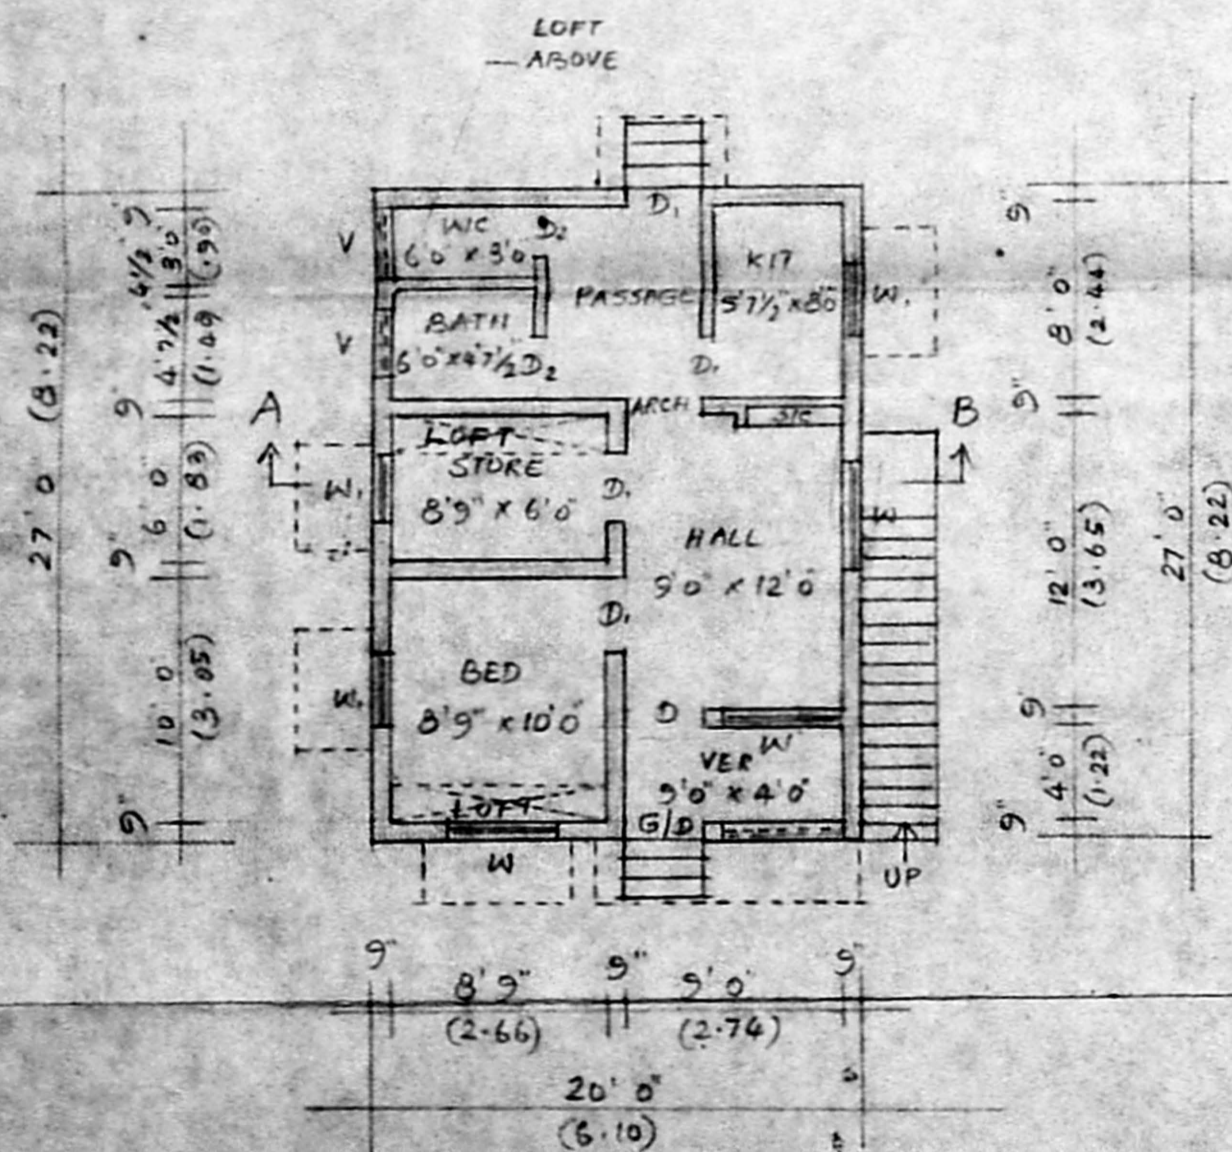 LOFT
— ABOVE
D₁
W/C
6'0" x 3'0
D₂
V
KIT
5'7½" x 8'0"
W₁
PASSAGE
BATH
6'0" x 4'7½"
D₂
V
D₁
ARCH
S/C
A
B
LOFT
STORE
8'9" x 6'0"
D₁
W₁
W
HALL
9'0" x 12'0"
D₁
BED
8'9" x 10'0"
W₁
D
W
VER
9'0" x 4'0"
LOFT
G/D
W
UP
27' 0"
(8.22)
9"
4½"
3'0"
(.90)
4'7½"
(1.49)
9"
6' 0"
(1.83)
9"
10' 0"
(3.05)
9"
9"
8' 0"
(2.44)
9"
12' 0"
(3.65)
9"
4' 0"
(1.22)
9"
27' 0"
(8.22)
9"
8' 9"
(2.66)
9"
9' 0"
(2.74)
9"
20' 0"
(6.10)